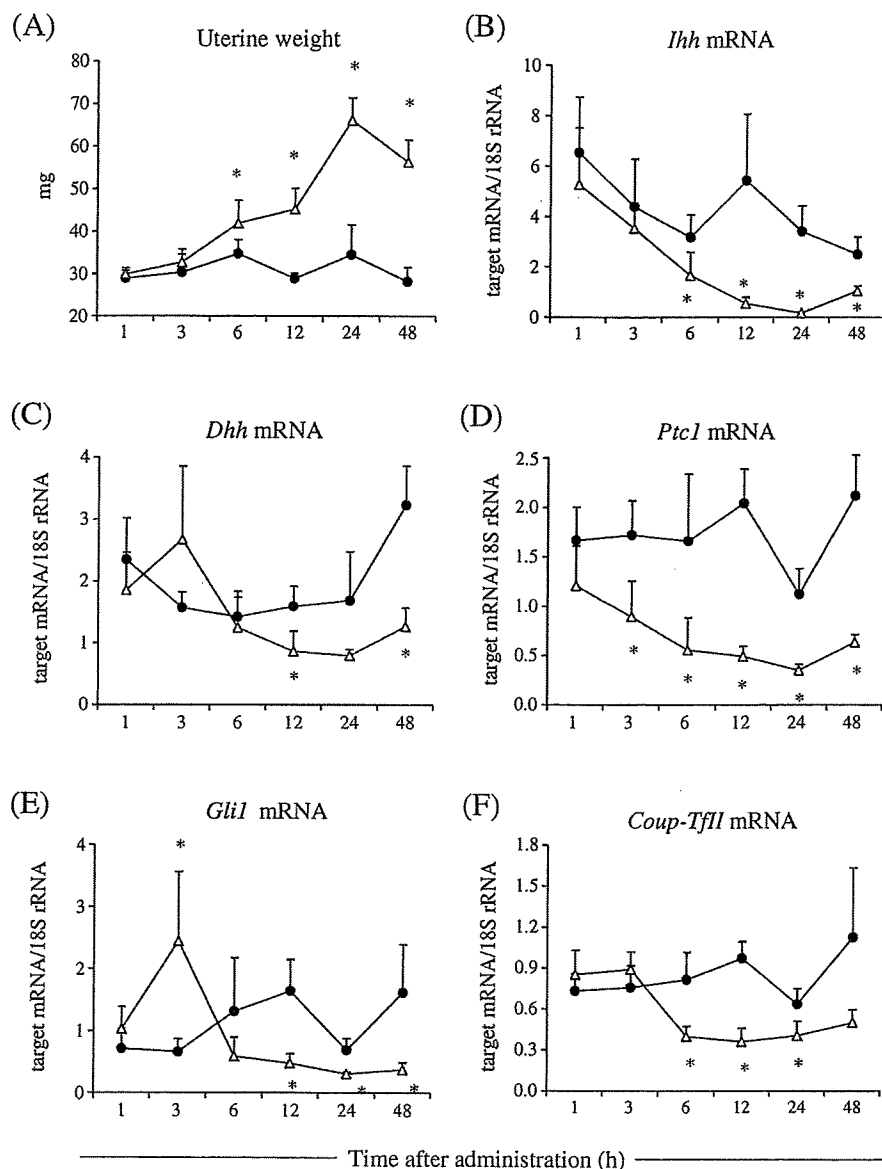 (A)
Uterine weight
mg
80
70
60
50
40
30
20
* * * *
1 3 6 12 24 48
(B)
Ihh mRNA
target mRNA/18S rRNA
10
8
6
4
2
0
* * * *
1 3 6 12 24 48
(C)
Dhh mRNA
target mRNA/18S rRNA
4
3
2
1
0
* *
1 3 6 12 24 48
(D)
Ptc1 mRNA
target mRNA/18S rRNA
2.5
2.0
1.5
1.0
0.5
0.0
* * * * *
1 3 6 12 24 48
(E)
Gli1 mRNA
target mRNA/18S rRNA
4
3
2
1
0
* * * *
1 3 6 12 24 48
(F)
Coup-TfII mRNA
target mRNA/18S rRNA
1.8
1.5
1.2
0.9
0.6
0.3
0.0
* * *
1 3 6 12 24 48
Time after administration (h)